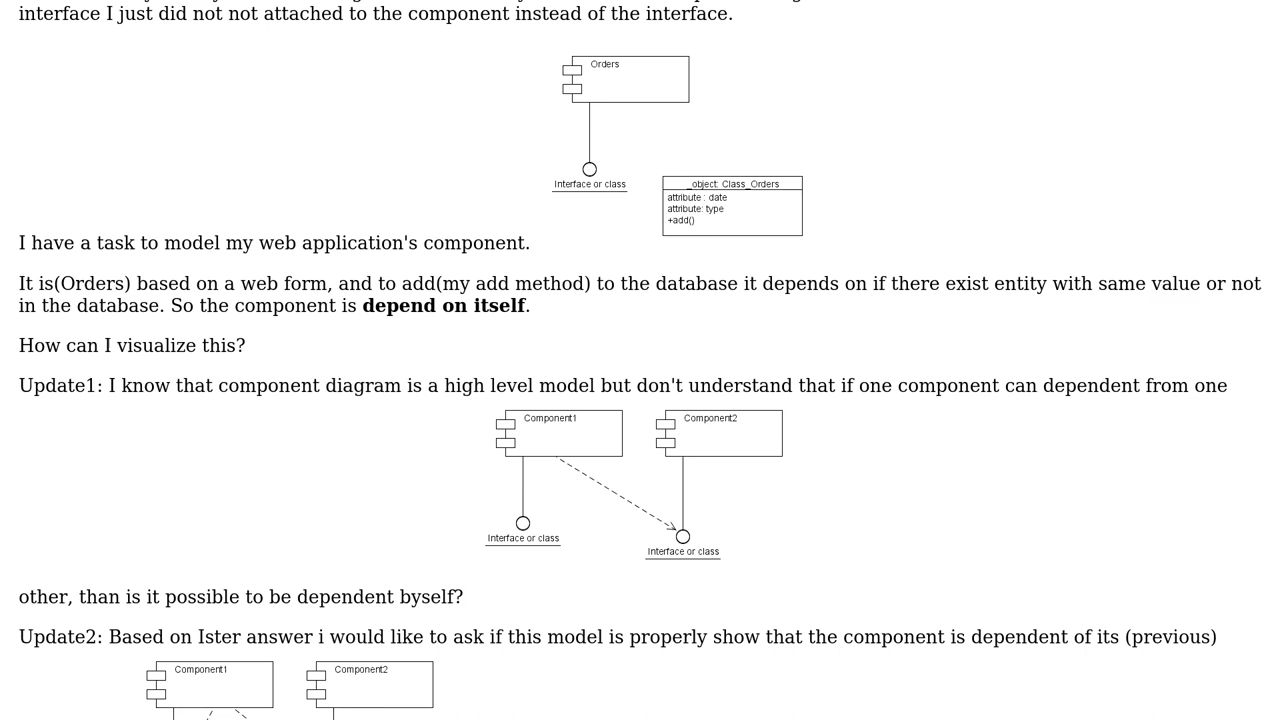 interface I just did not not attached to the component instead of the interface.
Orders
Interface or class
_object: Class_Orders
attribute : date
attribute: type
+add()
I have a task to model my web application's component.
It is(Orders) based on a web form, and to add(my add method) to the database it depends on if there exist entity with same value or not
in the database. So the component is depend on itself.
How can I visualize this?
Update1: I know that component diagram is a high level model but don't understand that if one component can dependent from one
Component1
Component2
Interface or class
Interface or class
other, than is it possible to be dependent byself?
Update2: Based on Ister answer i would like to ask if this model is properly show that the component is dependent of its (previous)
Component1
Component2